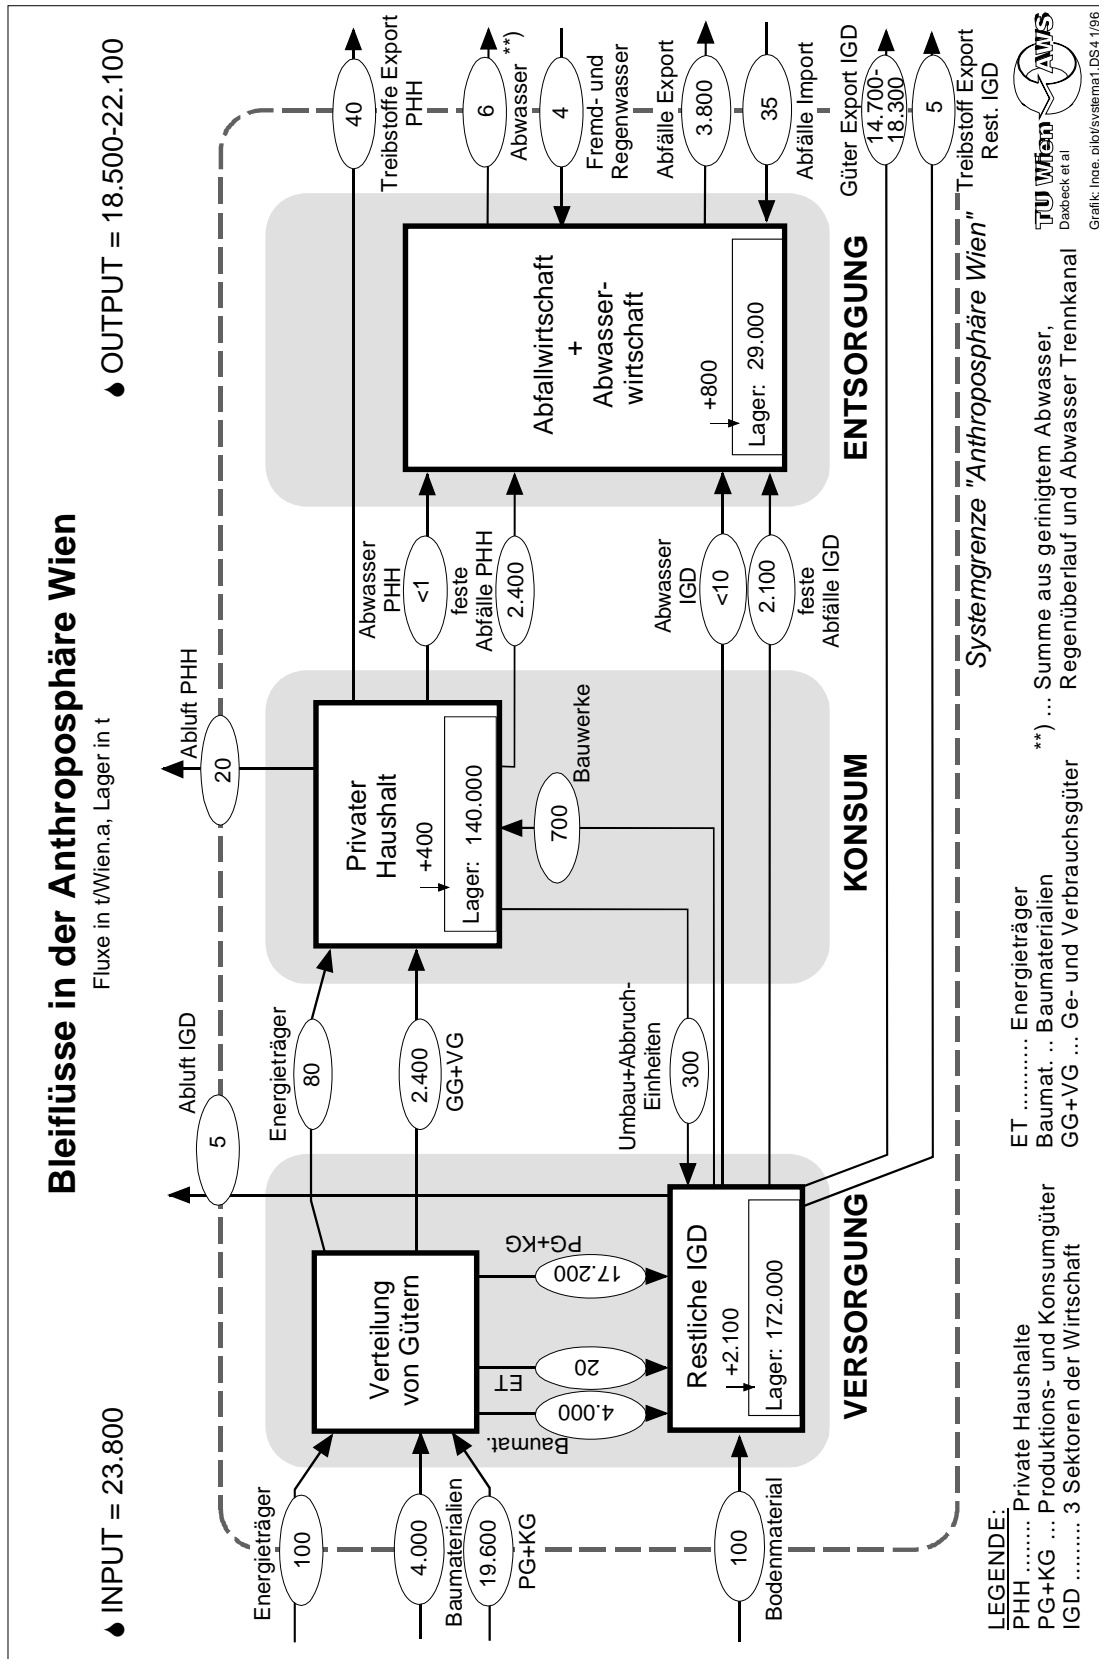 Bleiflüsse in der Anthroposphäre Wien
Fluxe in t/Wien.a, Lager in t
INPUT = 23.800
OUTPUT = 18.500-22.100
Abluft IGD
5
Abluft PHH
20
Energieträger
100
4.000
Baumaterialien
19.600
PG+KG
100
Bodenmaterial
Verteilung
von Gütern
Baumat.
4.000
ET
20
PG+KG
17.200
Restliche IGD
+2.100
Lager: 172.000
VERSORGUNG
Energieträger
80
2.400
GG+VG
Umbau+Abbruch-
Einheiten
300
Privater
Haushalt
+400
Lager: 140.000
700
Bauwerke
KONSUM
Abwasser
PHH
<1
feste
Abfälle PHH
2.400
Abwasser
IGD
<10
2.100
feste
Abfälle IGD
Abfallwirtschaft
+
Abwasser-
wirtschaft
+800
Lager: 29.000
ENTSORGUNG
40
Treibstoffe Export
PHH
6
Abwasser **)
4
Fremd- und
Regenwasser
Abfälle Export
3.800
35
Abfälle Import
Güter Export IGD
14.700-
18.300
5
Treibstoff Export
Rest. IGD
Systemgrenze "Anthroposphäre Wien"
LEGENDE:
PHH ........ Private Haushalte
PG+KG ... Produktions- und Konsumgüter
IGD .......... 3 Sektoren der Wirtschaft
ET ............ Energieträger
Baumat. .. Baumaterialien
GG+VG ... Ge- und Verbrauchsgüter
**) ... Summe aus gerinigtem Abwasser,
Regenüberlauf und Abwasser Trennkanal
TU Wien AWS
Daxbeck et al
Grafik: Inge, pilot/systema1.DS4 1/96